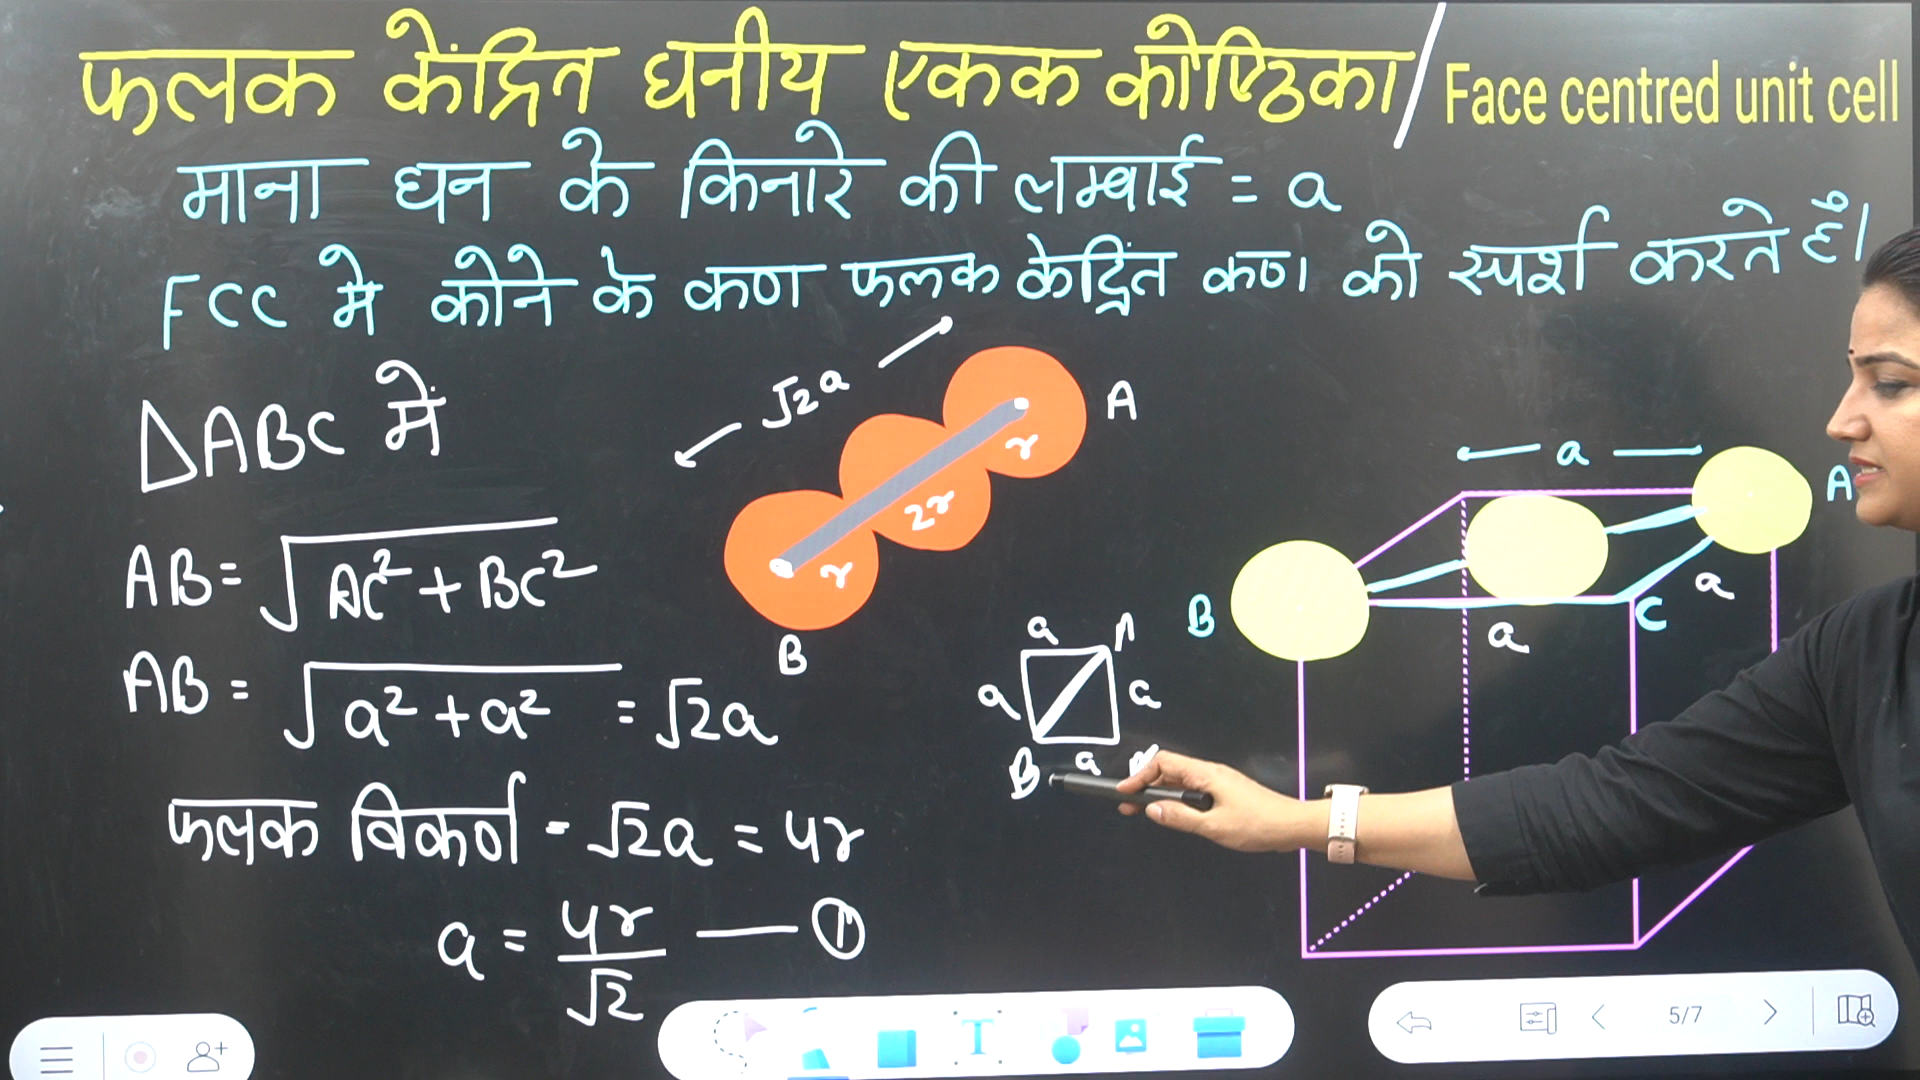 फलक केंद्रित घनीय एकक कोष्ठिका / Face centred unit cell
माना घन के किनारे की लम्बाई = a
FCC मे कोने के कण फलक केंद्रित कण को स्पर्श करते हैं।
ΔABC में
AB = √AC² + BC²
AB = √a² + a² = √2a
फलक विकर्ण - √2a = 4r
a = 4r/√2 — ①
√2a
A
r
2r
r
B
a
A
a
a
B
a
a
A
B
C
a
a
T
5/7